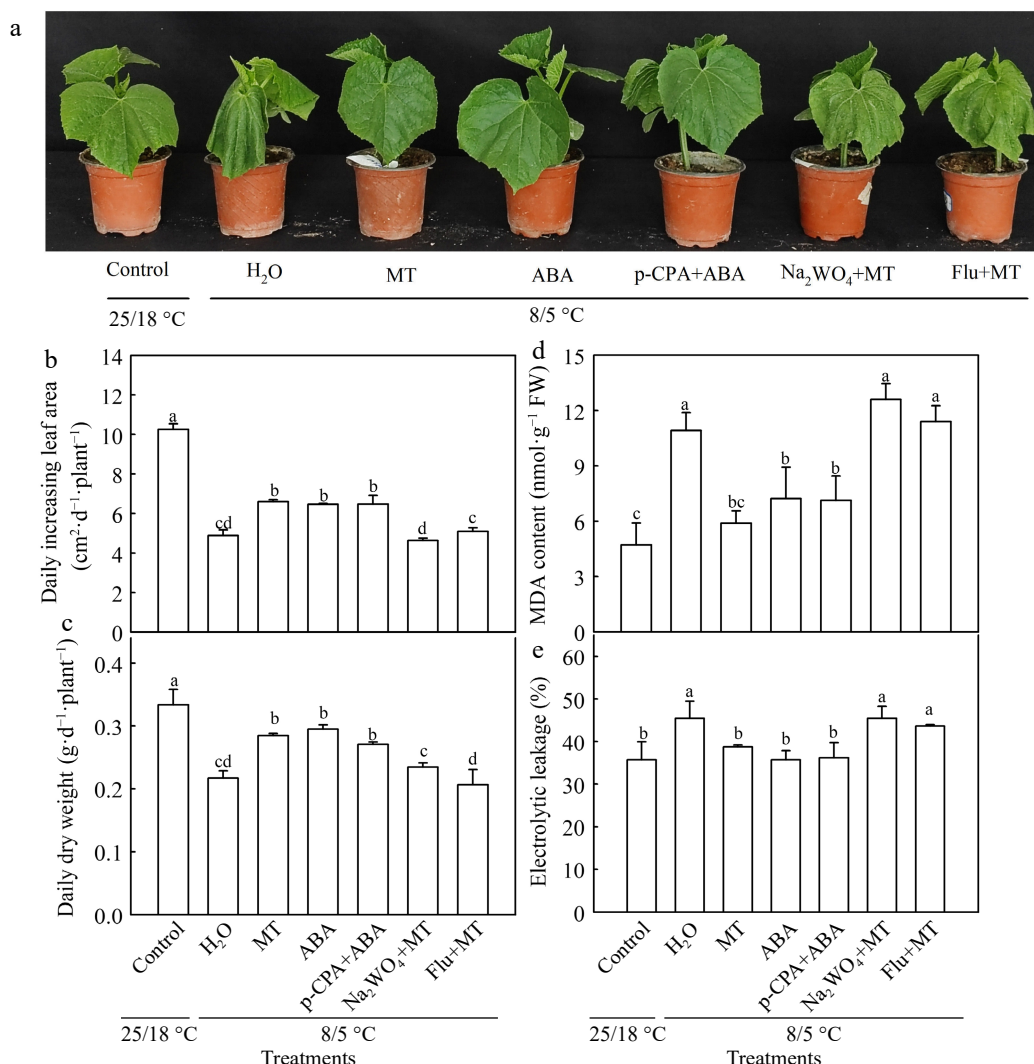 a
Control
H₂O
MT
ABA
p-CPA+ABA
Na₂WO₄+MT
Flu+MT
25/18 °C
8/5 °C
b
Daily increasing leaf area
(cm²·d⁻¹·plant⁻¹)
14
12
10
8
6
4
2
0
a
cd
b
b
b
d
c
c
Daily dry weight (g·d⁻¹·plant⁻¹)
0.4
0.3
0.2
0.1
0.0
a
cd
b
b
b
c
d
Control
H₂O
MT
ABA
p-CPA+ABA
Na₂WO₄+MT
Flu+MT
25/18 °C
8/5 °C
Treatments
d
MDA content (nmol·g⁻¹ FW)
15
12
9
6
3
0
c
a
bc
b
b
a
a
e
Electrolytic leakage (%)
60
50
40
30
20
10
0
b
a
b
b
b
a
a
Control
H₂O
MT
ABA
p-CPA+ABA
Na₂WO₄+MT
Flu+MT
25/18 °C
8/5 °C
Treatments